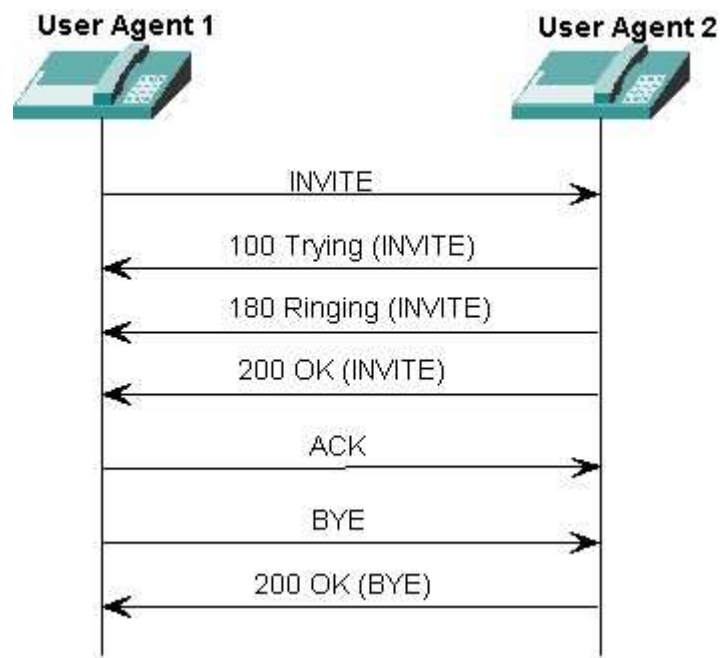 User Agent 1
User Agent 2
INVITE
100 Trying (INVITE)
180 Ringing (INVITE)
200 OK (INVITE)
ACK
BYE
200 OK (BYE)